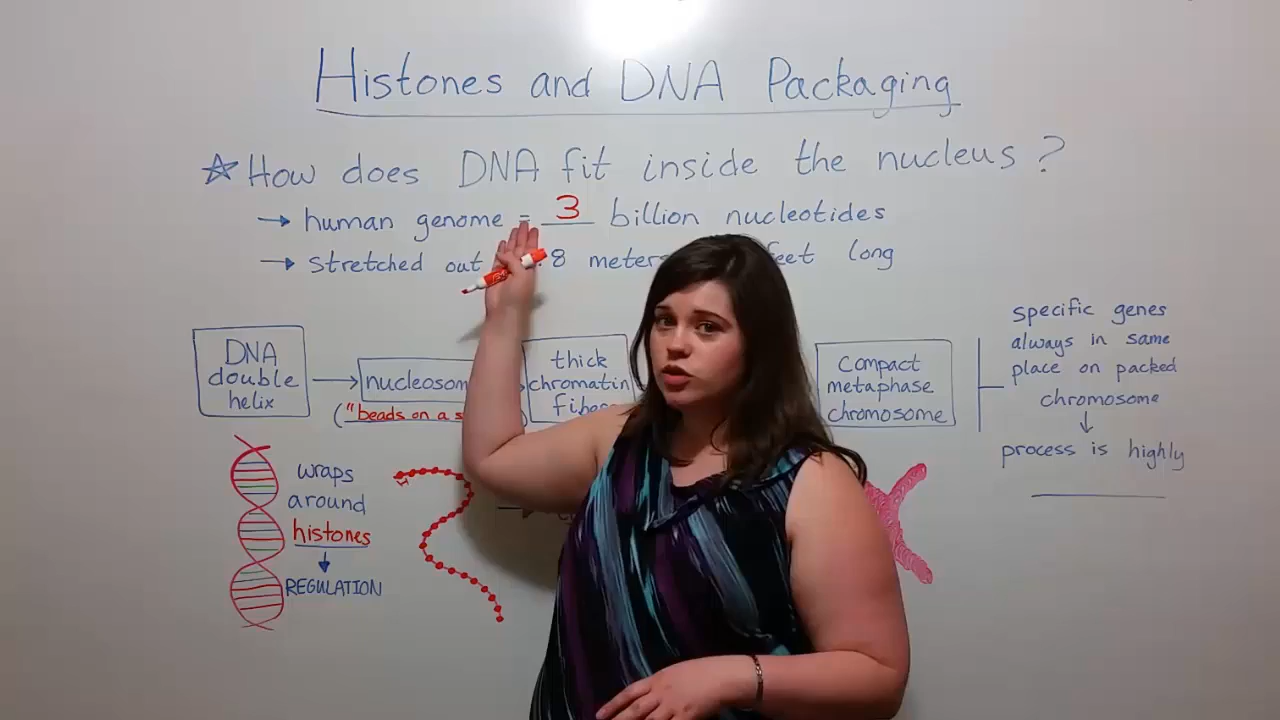 Histones and DNA Packaging
☆ How does DNA fit inside the nucleus?
→ human genome = 3 billion nucleotides
→ stretched out .8 meters feet long
DNA
double
helix
→ nucleosom
("beads on a s )
thick
chromatin
Compact
metaphase
chromosome
specific genes
always in same
place on packed
chromosome
↓
process is highly
wraps
around
histones
↓
REGULATION